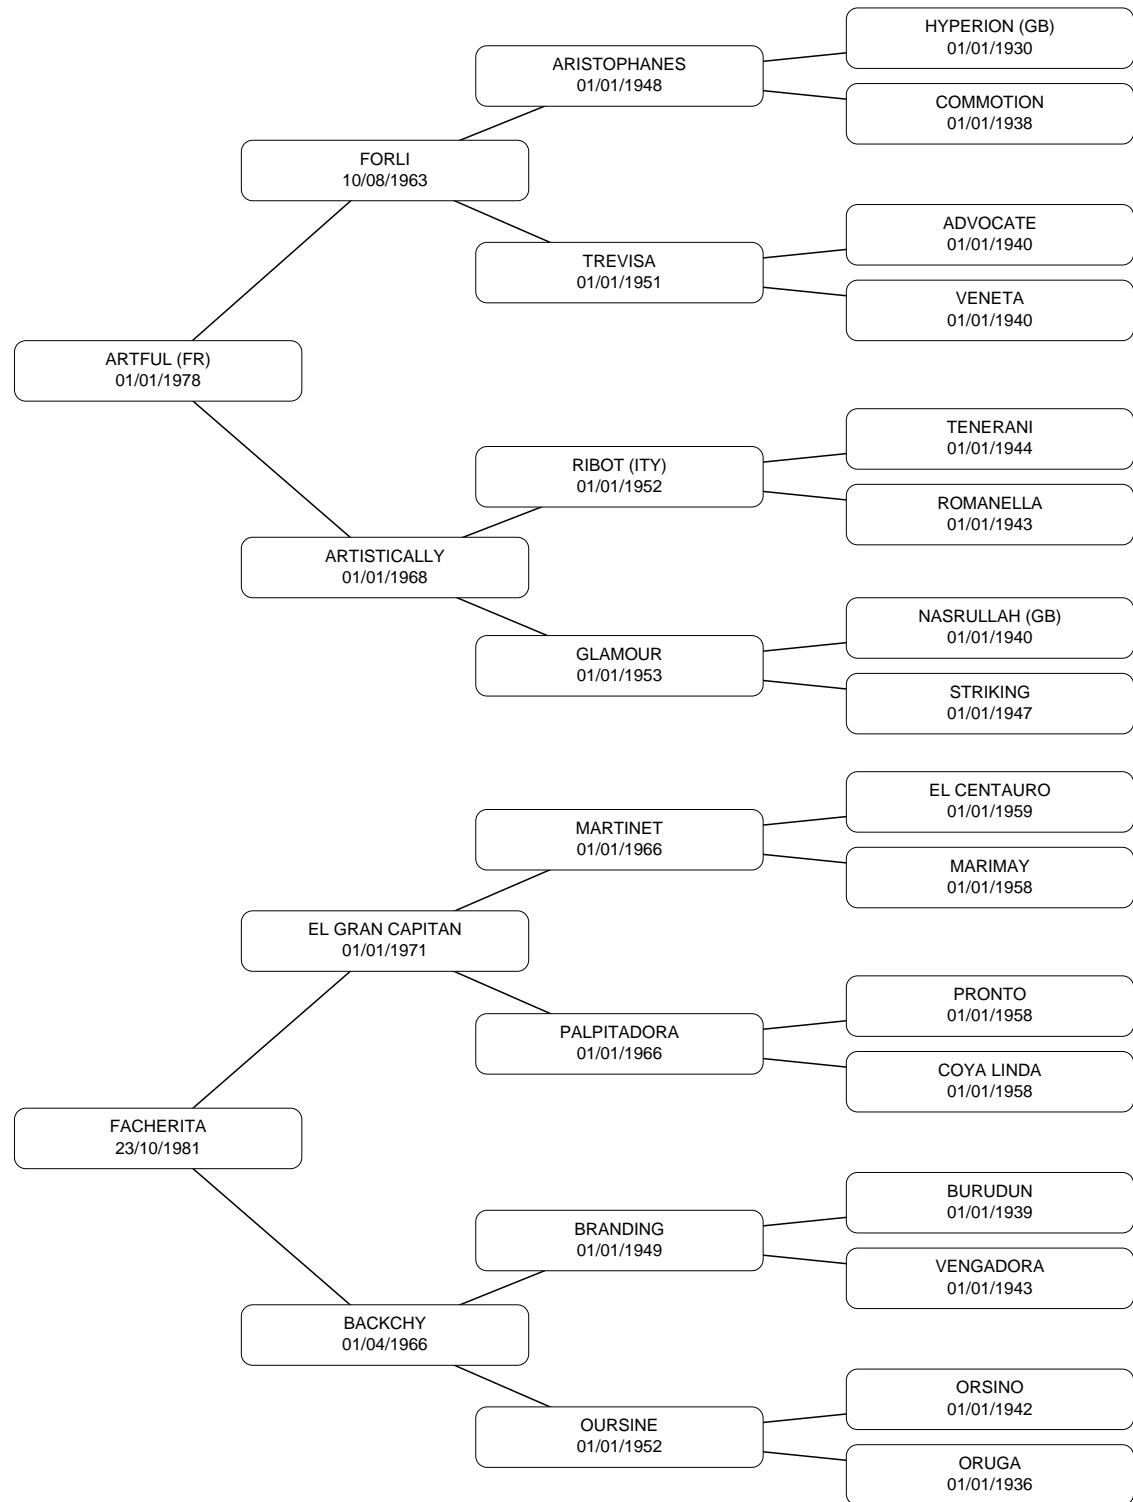 HYPERION (GB)
01/01/1930
ARISTOPHANES
01/01/1948
COMMOTION
01/01/1938
FORLI
10/08/1963
ADVOCATE
01/01/1940
TREVISA
01/01/1951
VENETA
01/01/1940
ARTFUL (FR)
01/01/1978
TENERANI
01/01/1944
RIBOT (ITY)
01/01/1952
ROMANELLA
01/01/1943
ARTISTICALLY
01/01/1968
NASRULLAH (GB)
01/01/1940
GLAMOUR
01/01/1953
STRIKING
01/01/1947
EL CENTAURO
01/01/1959
MARTINET
01/01/1966
MARIMAY
01/01/1958
EL GRAN CAPITAN
01/01/1971
PRONTO
01/01/1958
PALPITADORA
01/01/1966
COYA LINDA
01/01/1958
FACHERITA
23/10/1981
BURUDUN
01/01/1939
BRANDING
01/01/1949
VENGADORA
01/01/1943
BACKCHY
01/04/1966
ORSINO
01/01/1942
OURSINE
01/01/1952
ORUGA
01/01/1936